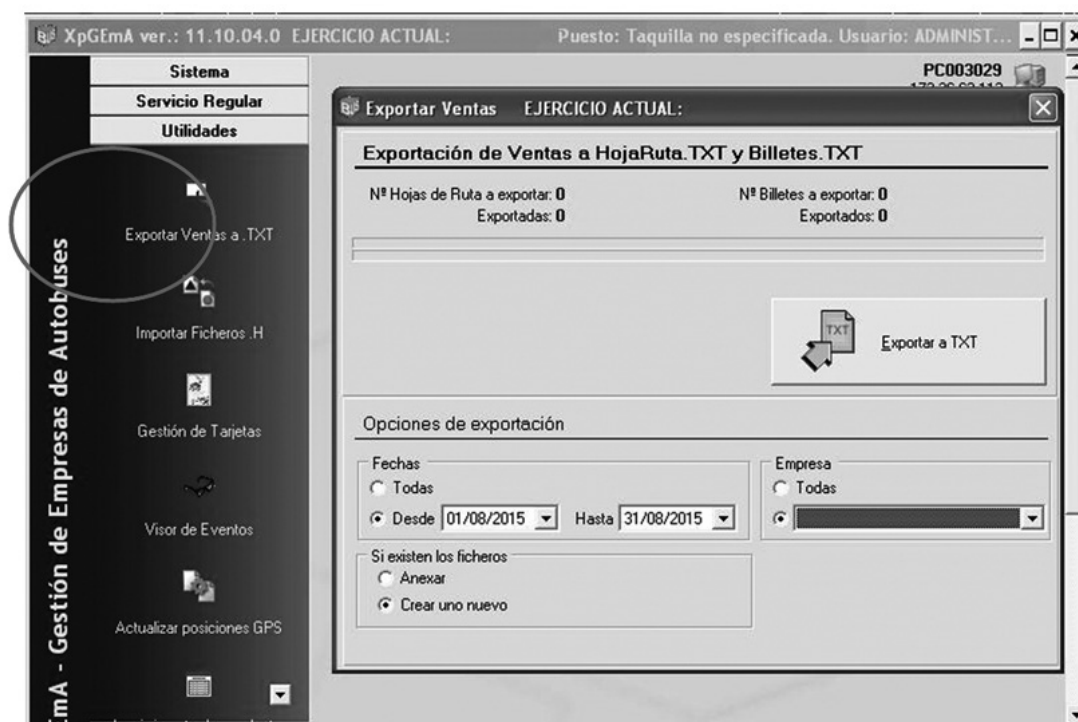 XpGEmA ver.: 11.10.04.0 EJERCICIO ACTUAL: Puesto: Taquilla no especificada. Usuario: ADMINIST...
Sistema
Servicio Regular
Utilidades
Exportar Ventas a .TXT
Importar Ficheros .H
Gestión de Tarjetas
Visor de Eventos
Actualizar posiciones GPS
EmA - Gestión de Empresas de Autobuses
PC003029
Exportar Ventas EJERCICIO ACTUAL:
Exportación de Ventas a HojaRuta.TXT y Billetes.TXT
Nº Hojas de Ruta a exportar: 0 Nº Billetes a exportar: 0
Exportadas: 0 Exportados: 0
TXT
Exportar a TXT
Opciones de exportación
Fechas
Todas
Desde 01/08/2015 Hasta 31/08/2015
Empresa
Todas
Si existen los ficheros
Anexar
Crear uno nuevo